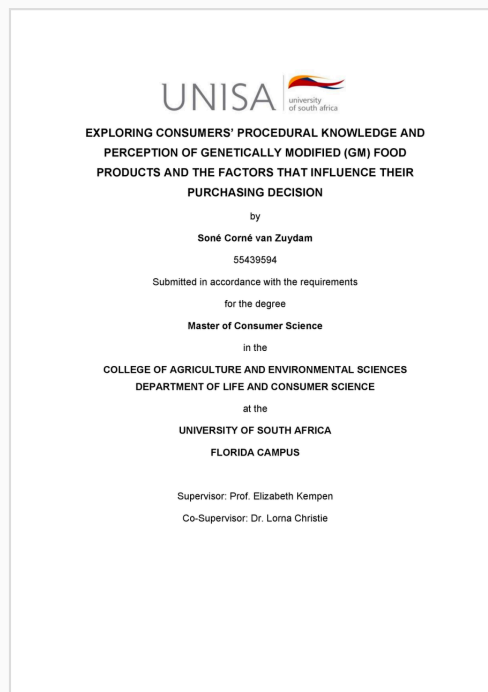 UNISA
university
of south africa
EXPLORING CONSUMERS' PROCEDURAL KNOWLEDGE AND
PERCEPTION OF GENETICALLY MODIFIED (GM) FOOD
PRODUCTS AND THE FACTORS THAT INFLUENCE THEIR
PURCHASING DECISION
by
Soné Corné van Zuydam
55439594
Submitted in accordance with the requirements
for the degree
Master of Consumer Science
in the
COLLEGE OF AGRICULTURE AND ENVIRONMENTAL SCIENCES
DEPARTMENT OF LIFE AND CONSUMER SCIENCE
at the
UNIVERSITY OF SOUTH AFRICA
FLORIDA CAMPUS
Supervisor: Prof. Elizabeth Kempen
Co-Supervisor: Dr. Lorna Christie